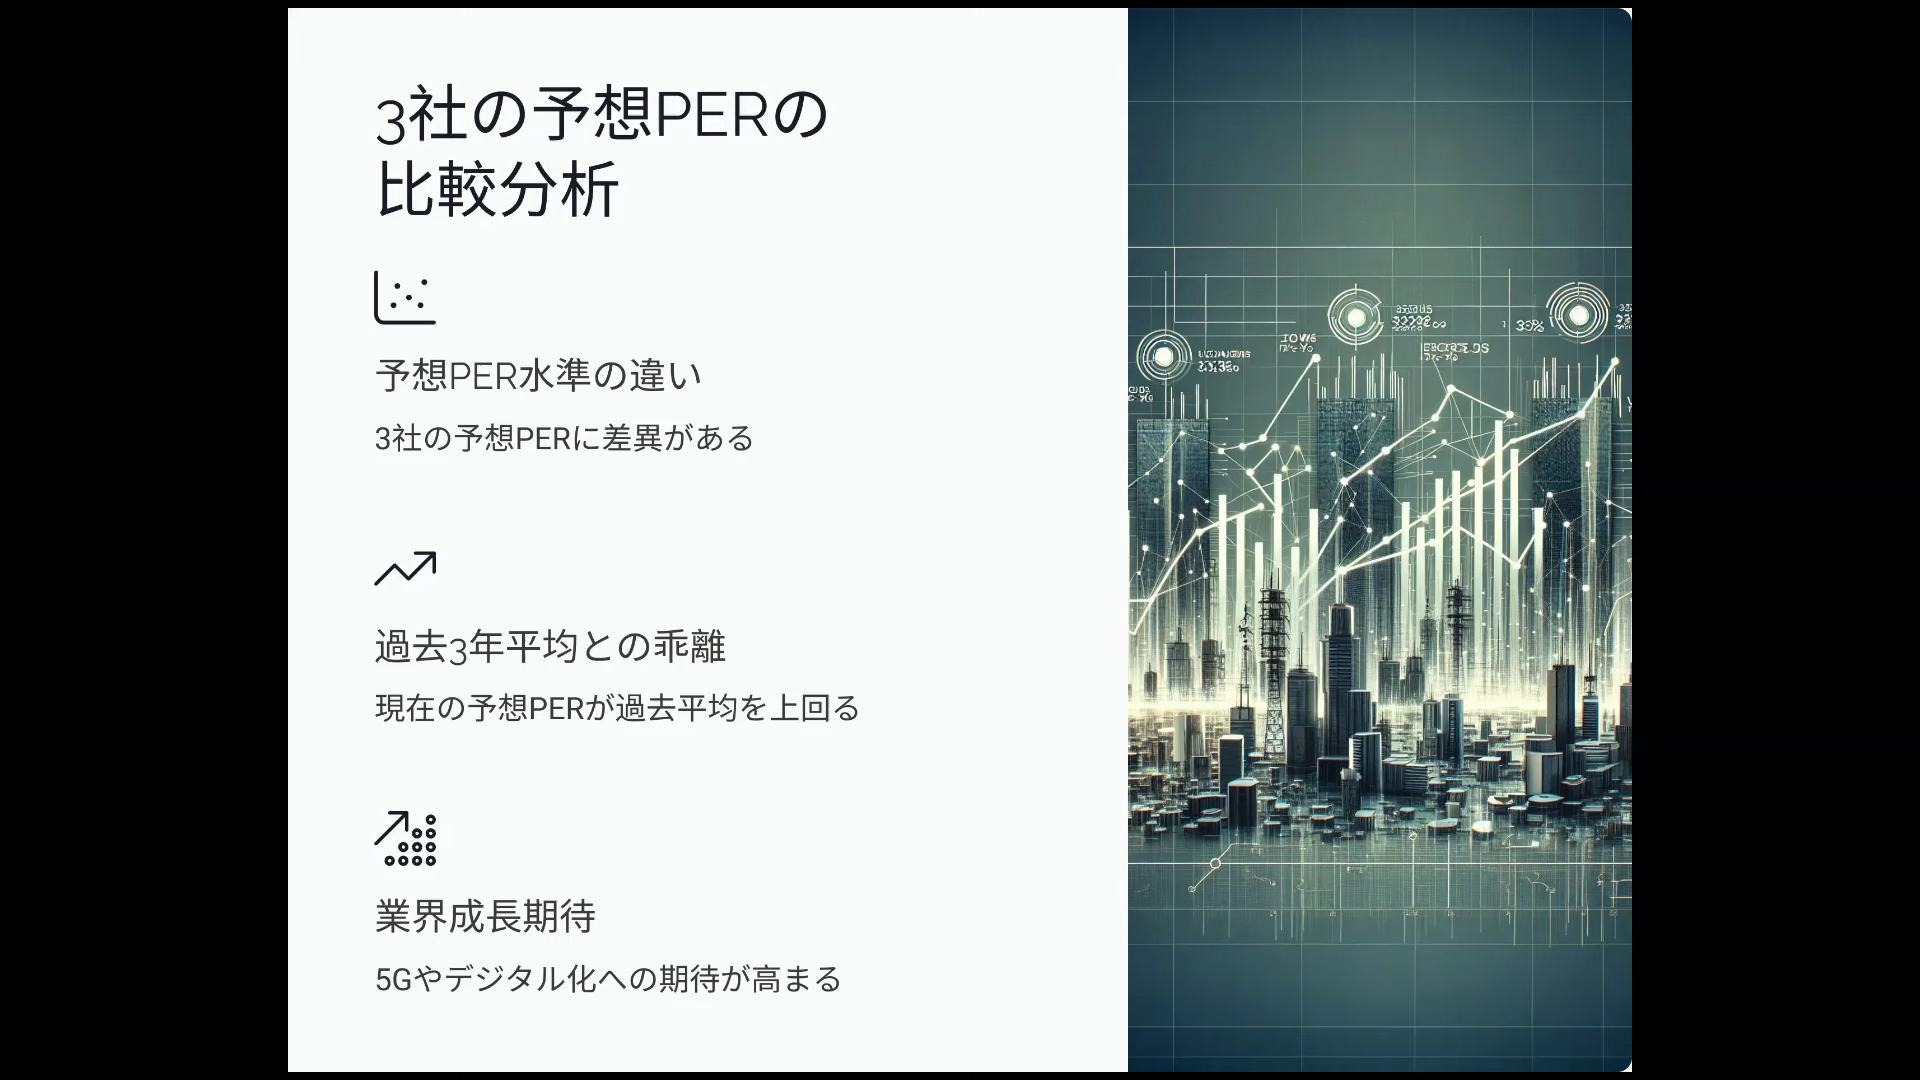 3社の予想PERの
比較分析
予想PER水準の違い
3社の予想PERに差異がある
過去3年平均との乖離
現在の予想PERが過去平均を上回る
業界成長期待
5Gやデジタル化への期待が高まる